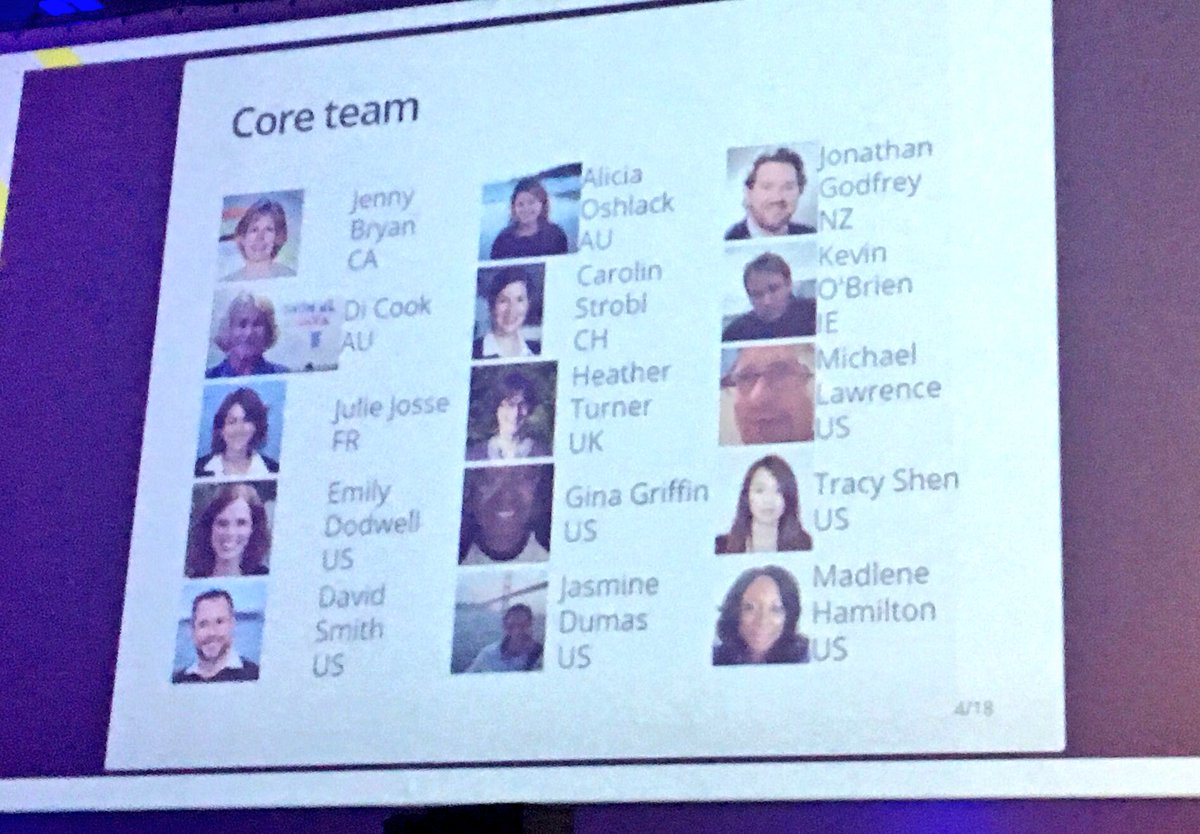 Core team
Jenny
Bryan
CA
Di Cook
AU
Julie Josse
FR
Emily
Dodwell
US
David
Smith
US
Alicia
Oshlack
AU
Carolin
Strobl
CH
Heather
Turner
UK
Gina Griffin
US
Jasmine
Dumas
US
Jonathan
Godfrey
NZ
Kevin
O'Brien
IE
Michael
Lawrence
US
Tracy Shen
US
Madlene
Hamilton
US
4/18